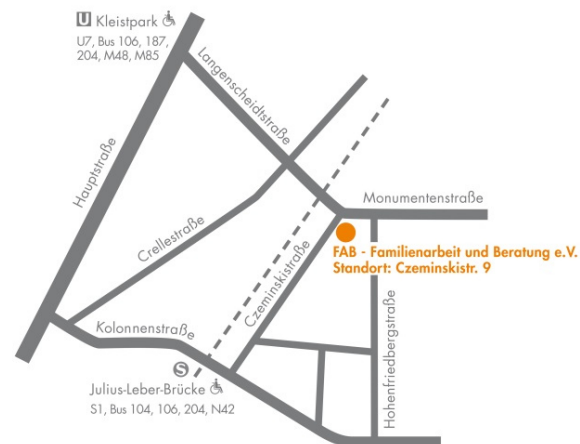 U Kleistpark
U7, Bus 106, 187,
204, M48, M85
Langenscheidtstraße
Hauptstraße
Monumentenstraße
Crellestraße
FAB - Familienarbeit und Beratung e.V.
Standort: Czeminskistr. 9
Czeminskistraße
Hohenfriedbergstraße
Kolonnenstraße
S
Julius-Leber-Brücke
S1, Bus 104, 106, 204, N42